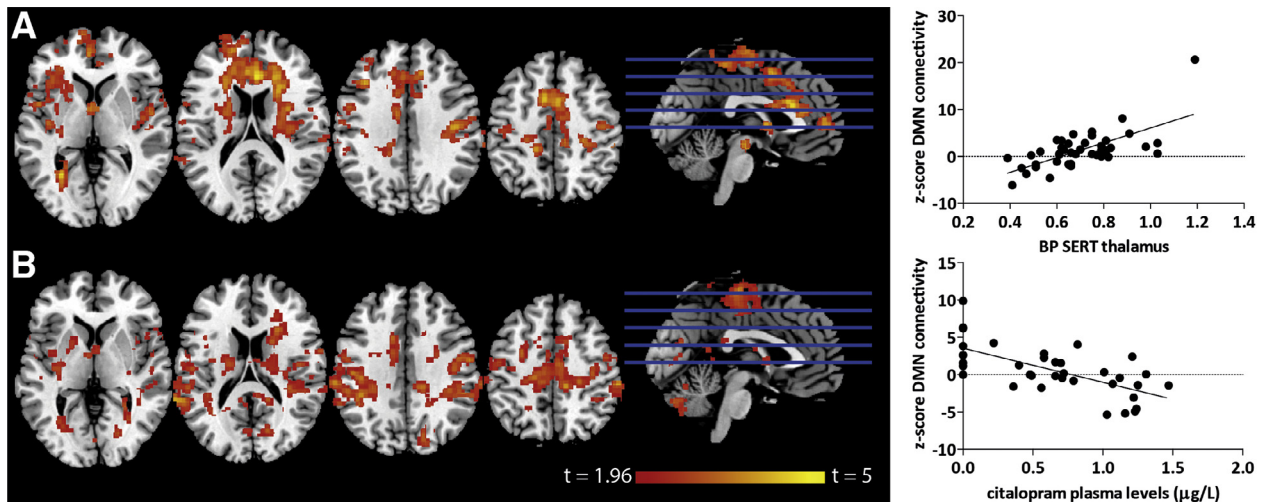 A
B
t = 1.96
t = 5
30
20
10
0
-10
0.2
0.4
0.6
0.8
1.0
1.2
1.4
z-score DMN connectivity
BP SERT thalamus
15
10
5
0
-5
-10
0.0
0.5
1.0
1.5
2.0
z-score DMN connectivity
citalopram plasma levels (µg/L)